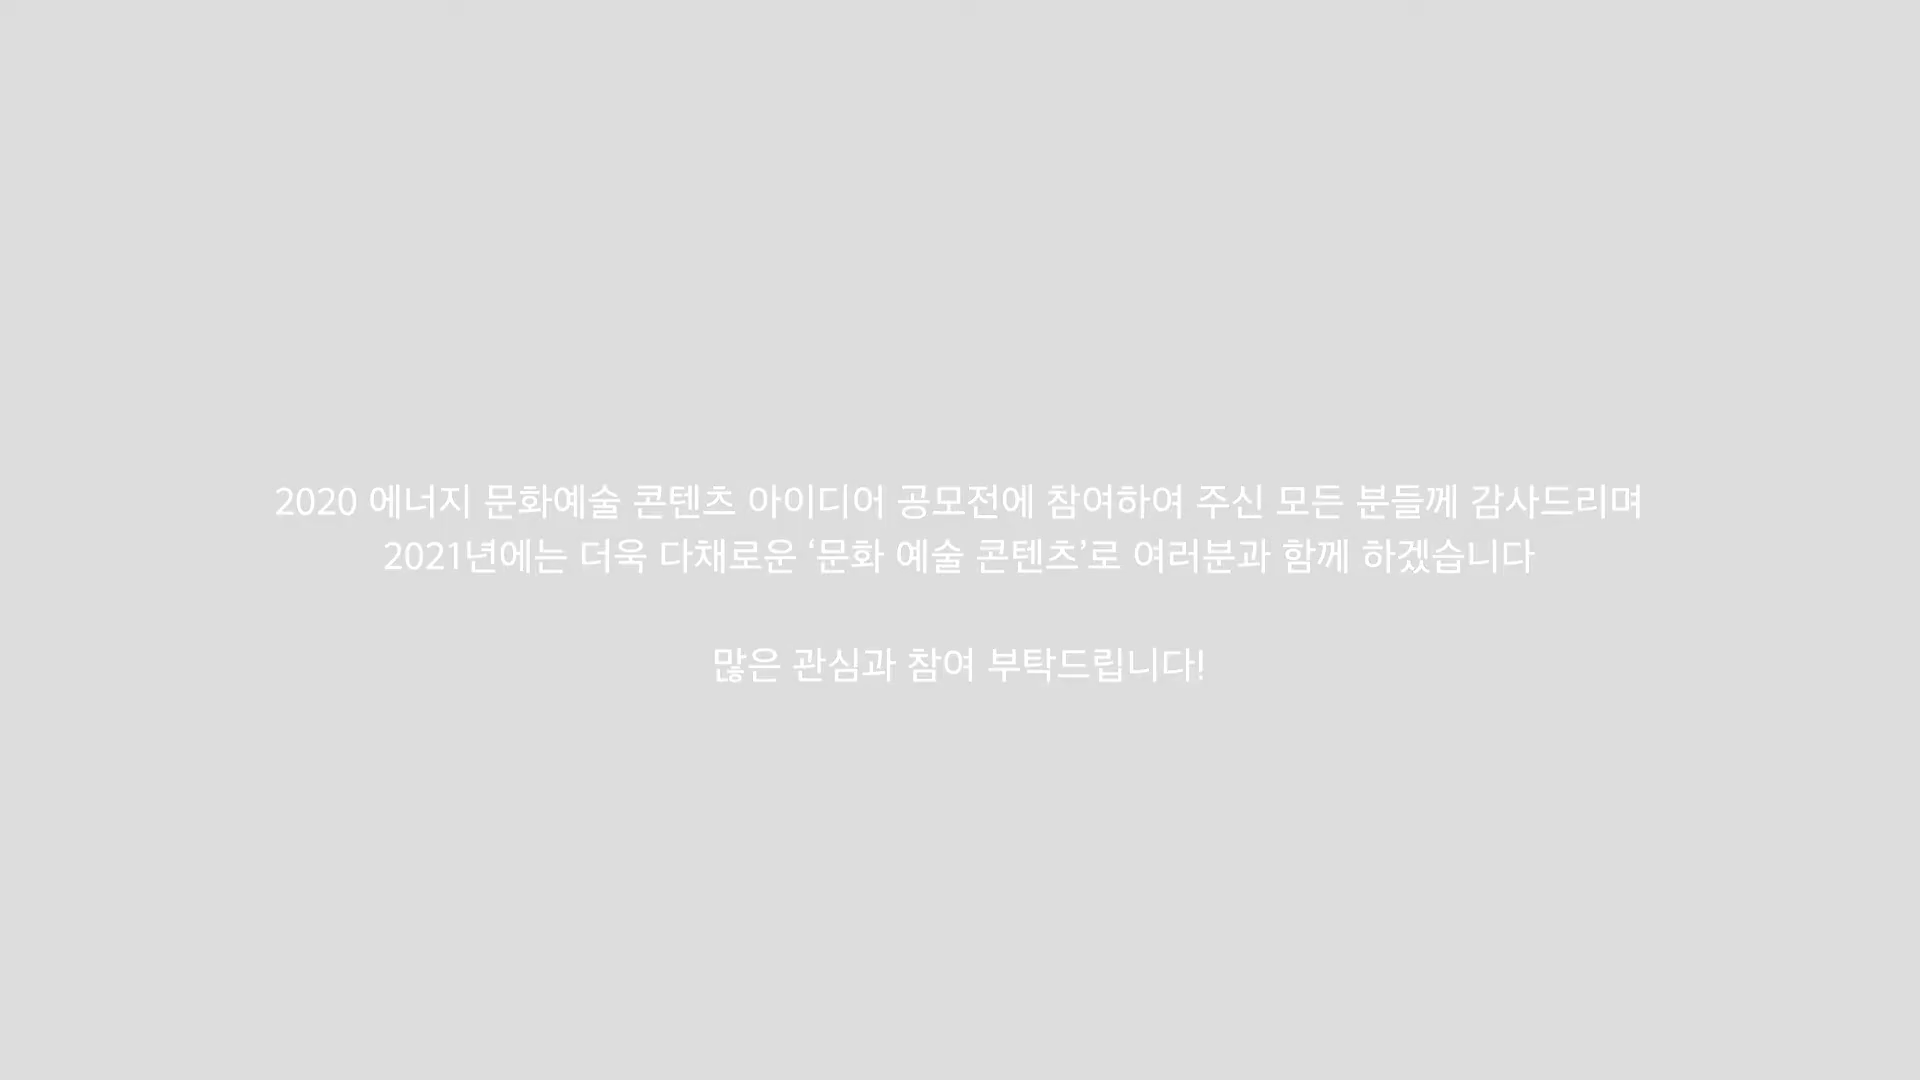 2020 에너지 문화예술 콘텐츠 아이디어 공모전에 참여하여 주신 모든 분들께 감사드리며
2021년에는 더욱 다채로운 ‘문화 예술 콘텐츠’로 여러분과 함께 하겠습니다
많은 관심과 참여 부탁드립니다!